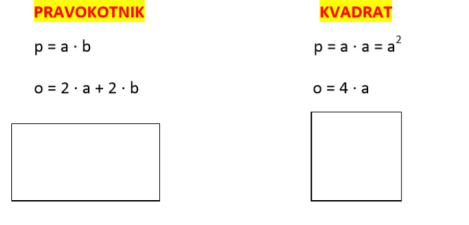 PRAVOKOTNIK
p = a · b
o = 2 · a + 2 · b
KVADRAT
p = a · a = a²
o = 4 · a